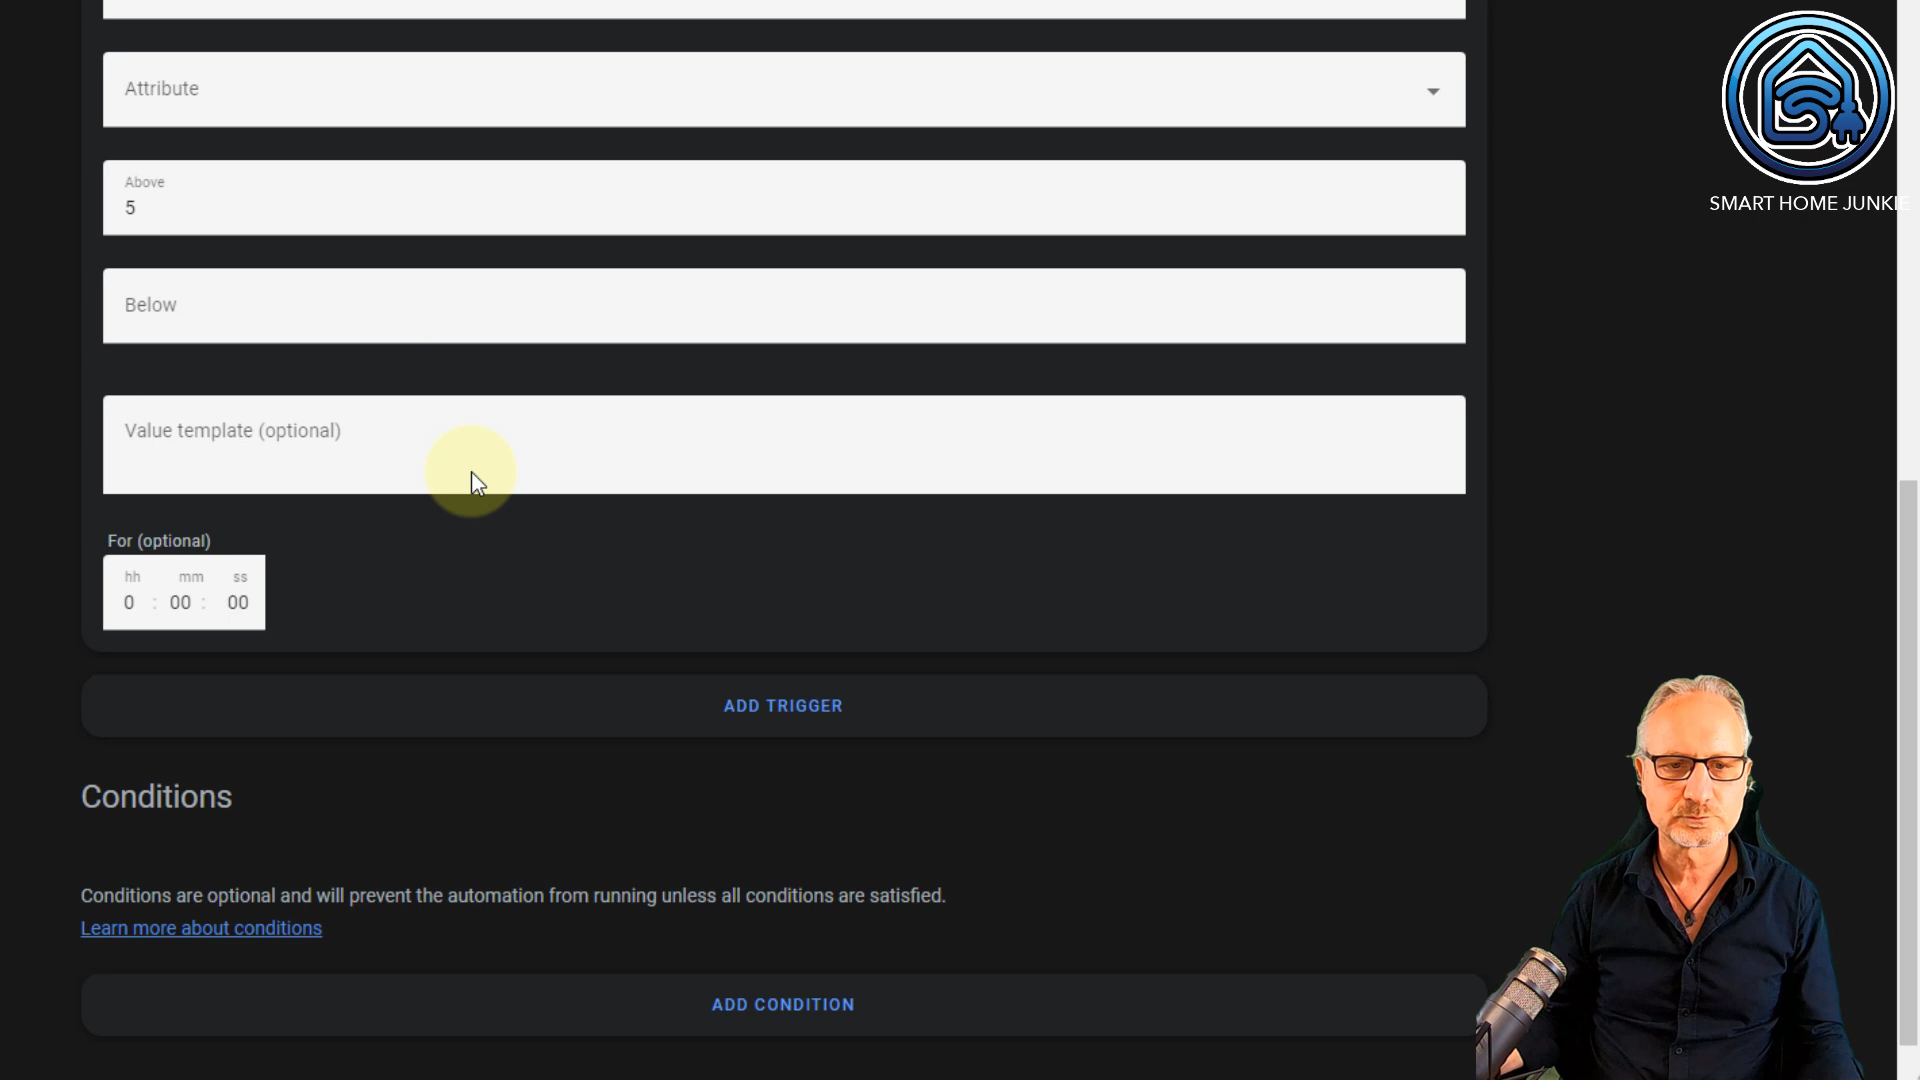 SMART HOME JUNKIE
Attribute
Above
5
Below
Value template (optional)
For (optional)
hh mm ss
0 : 00 : 00
ADD TRIGGER
Conditions
Conditions are optional and will prevent the automation from running unless all conditions are satisfied.
Learn more about conditions
ADD CONDITION